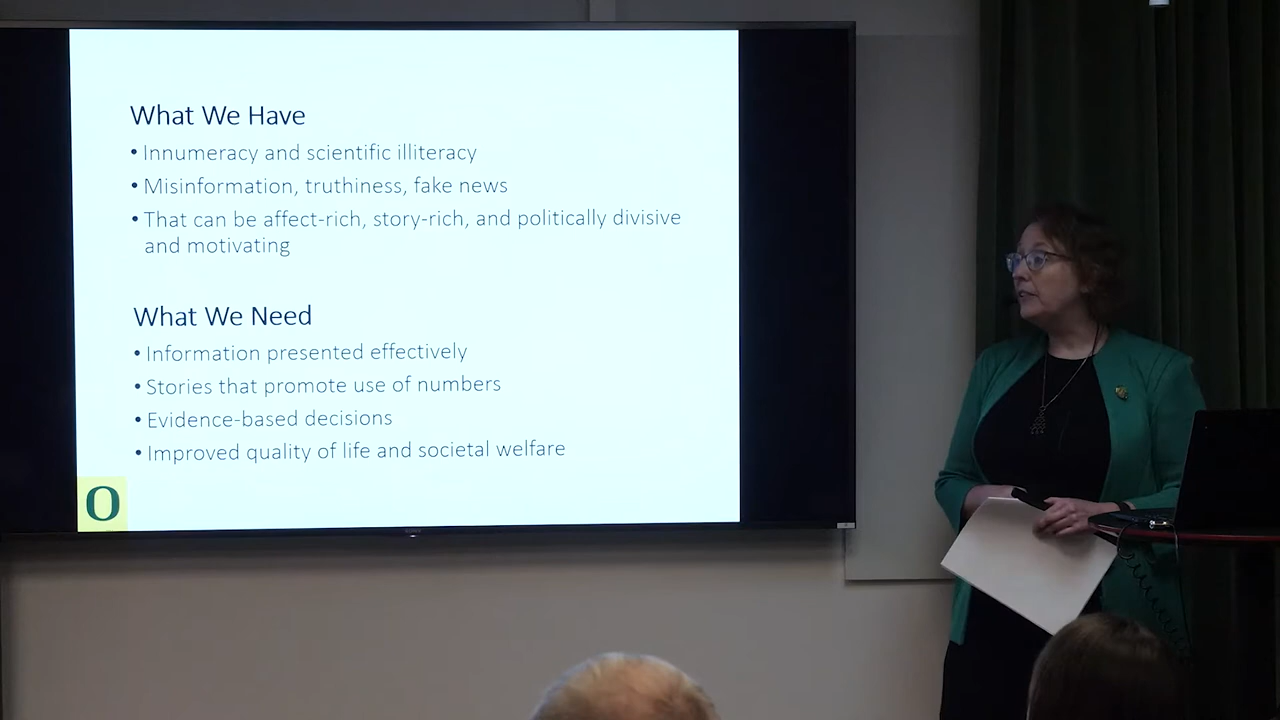 What We Have
• Innumeracy and scientific illiteracy
• Misinformation, truthiness, fake news
• That can be affect-rich, story-rich, and politically divisive
and motivating
What We Need
• Information presented effectively
• Stories that promote use of numbers
• Evidence-based decisions
• Improved quality of life and societal welfare
O